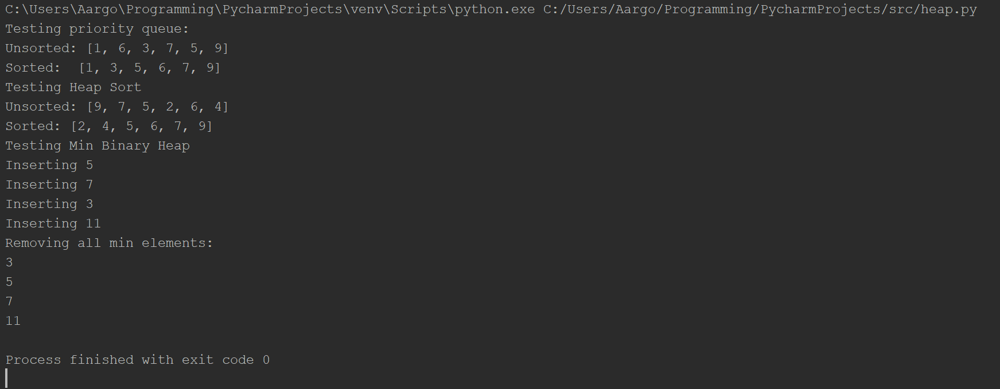 C:\Users\Aargo\Programming\PycharmProjects\venv\Scripts\python.exe C:/Users/Aargo/Programming/PycharmProjects/src/heap.py
Testing priority queue:
Unsorted: [1, 6, 3, 7, 5, 9]
Sorted:  [1, 3, 5, 6, 7, 9]
Testing Heap Sort
Unsorted: [9, 7, 5, 2, 6, 4]
Sorted: [2, 4, 5, 6, 7, 9]
Testing Min Binary Heap
Inserting 5
Inserting 7
Inserting 3
Inserting 11
Removing all min elements:
3
5
7
11

Process finished with exit code 0